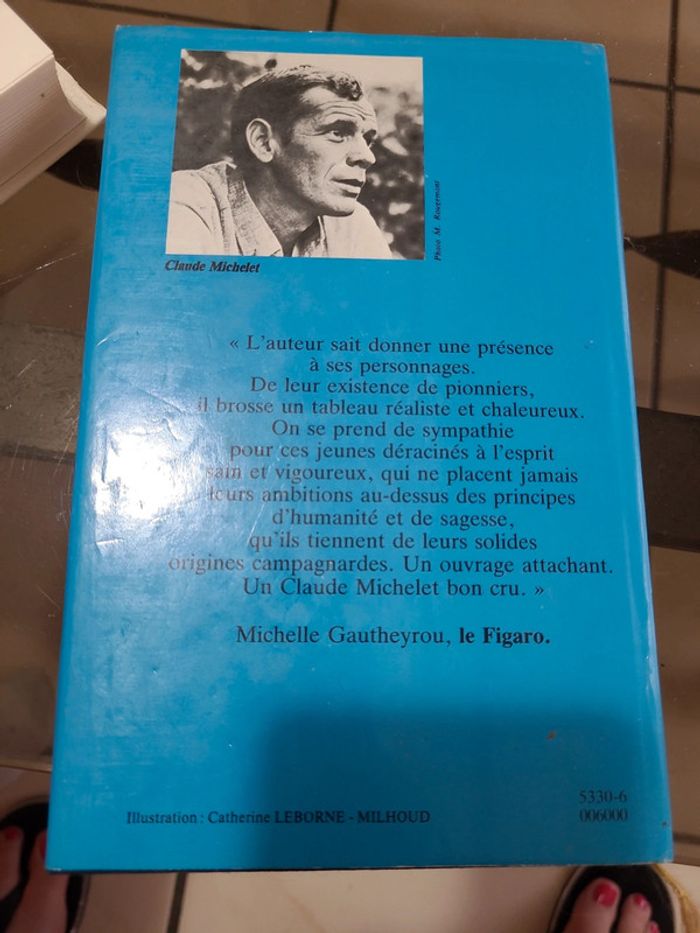 Photo M. Rougemont
Claude Michelet
« L'auteur sait donner une présence
à ses personnages.
De leur existence de pionniers,
il brosse un tableau réaliste et chaleureux.
On se prend de sympathie
pour ces jeunes déracinés à l'esprit
sain et vigoureux, qui ne placent jamais
leurs ambitions au-dessus des principes
d'humanité et de sagesse,
qu'ils tiennent de leurs solides
origines campagnardes. Un ouvrage attachant.
Un Claude Michelet bon cru. »
Michelle Gautheyrou, le Figaro.
5330-6
Illustration : Catherine LEBORNE - MILHOUD
006000